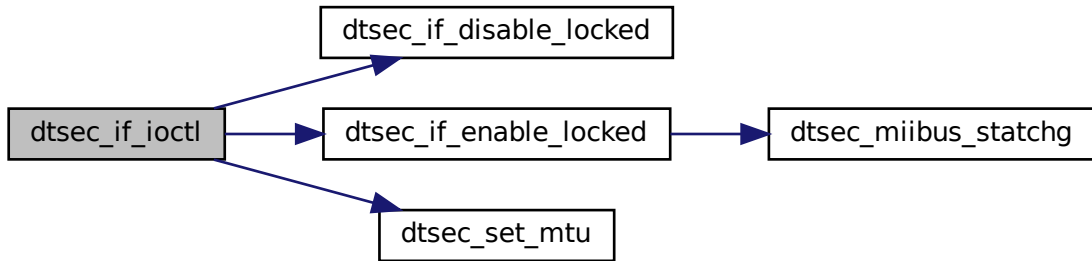 dtsec_if_disable_locked
dtsec_if_ioctl
dtsec_if_enable_locked
dtsec_miibus_statchg
dtsec_set_mtu